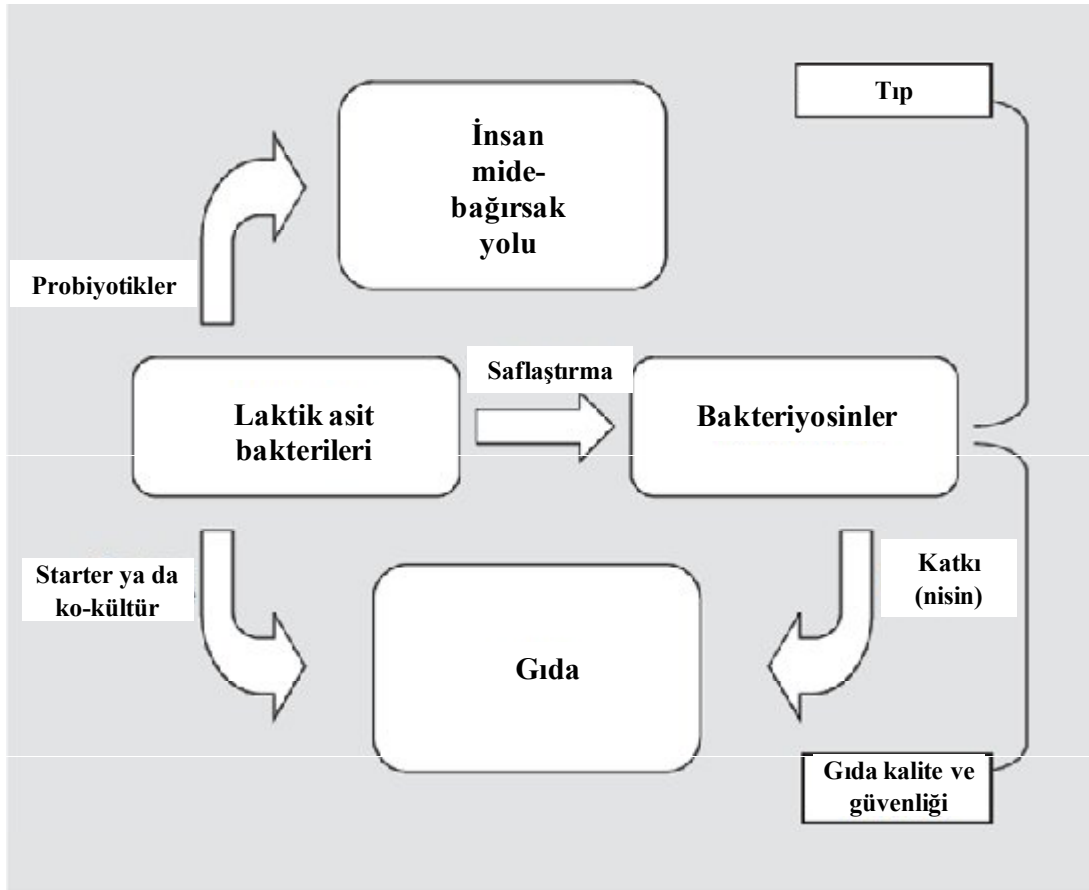 Tıp
İnsan
mide-
bağırsak
yolu
Probiyotikler
Saflaştırma
Laktik asit
bakterileri
Bakteriyosinler
Starter ya da
ko-kültür
Katkı
(nisin)
Gıda
Gıda kalite ve
güvenliği